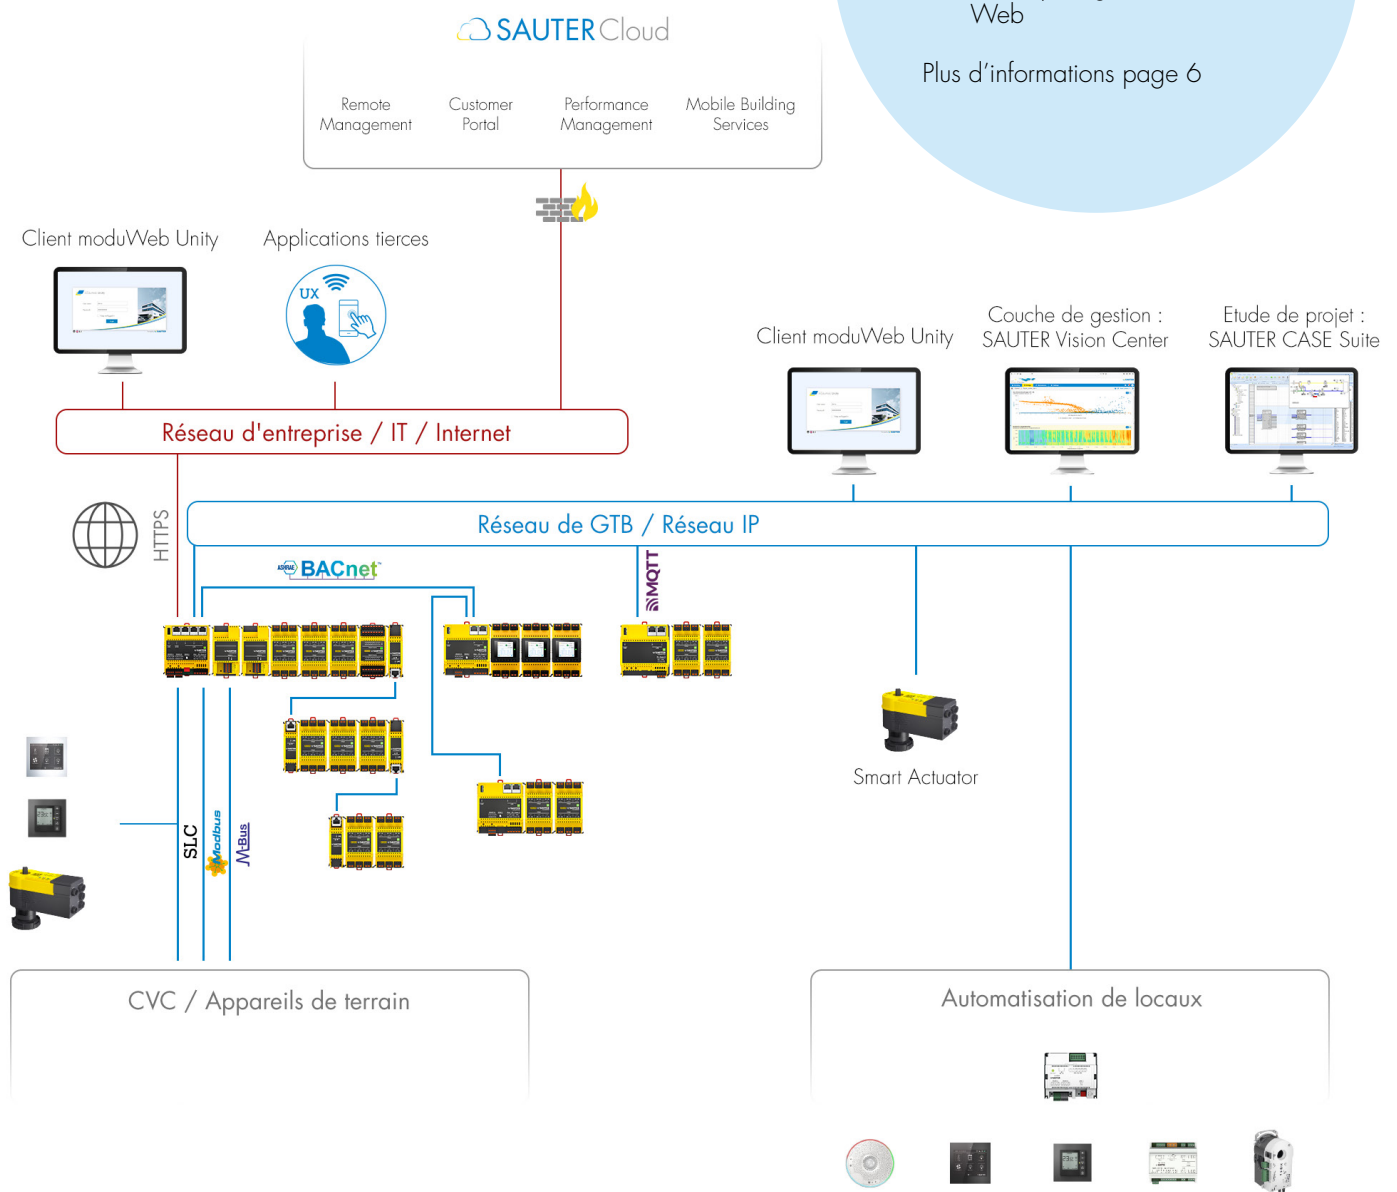 Web
Plus d’informations page 6
SAUTER Cloud
Remote
Management
Customer
Portal
Performance
Management
Mobile Building
Services
Client moduWeb Unity
Applications tierces
UX
Client moduWeb Unity
Couche de gestion :
SAUTER Vision Center
Etude de projet :
SAUTER CASE Suite
Réseau d'entreprise / IT / Internet
HTTPS
Réseau de GTB / Réseau IP
ASHRAE BACnet
MQTT
Smart Actuator
SLC
Modbus
M-Bus
CVC / Appareils de terrain
Automatisation de locaux